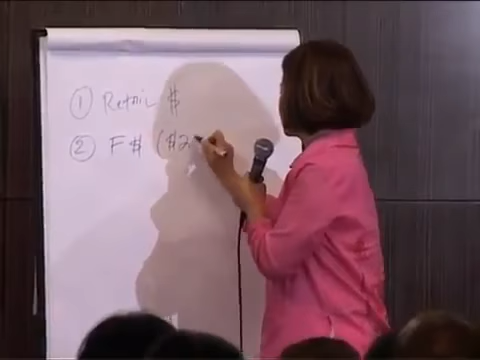 ① Retail $
② F$ ($2